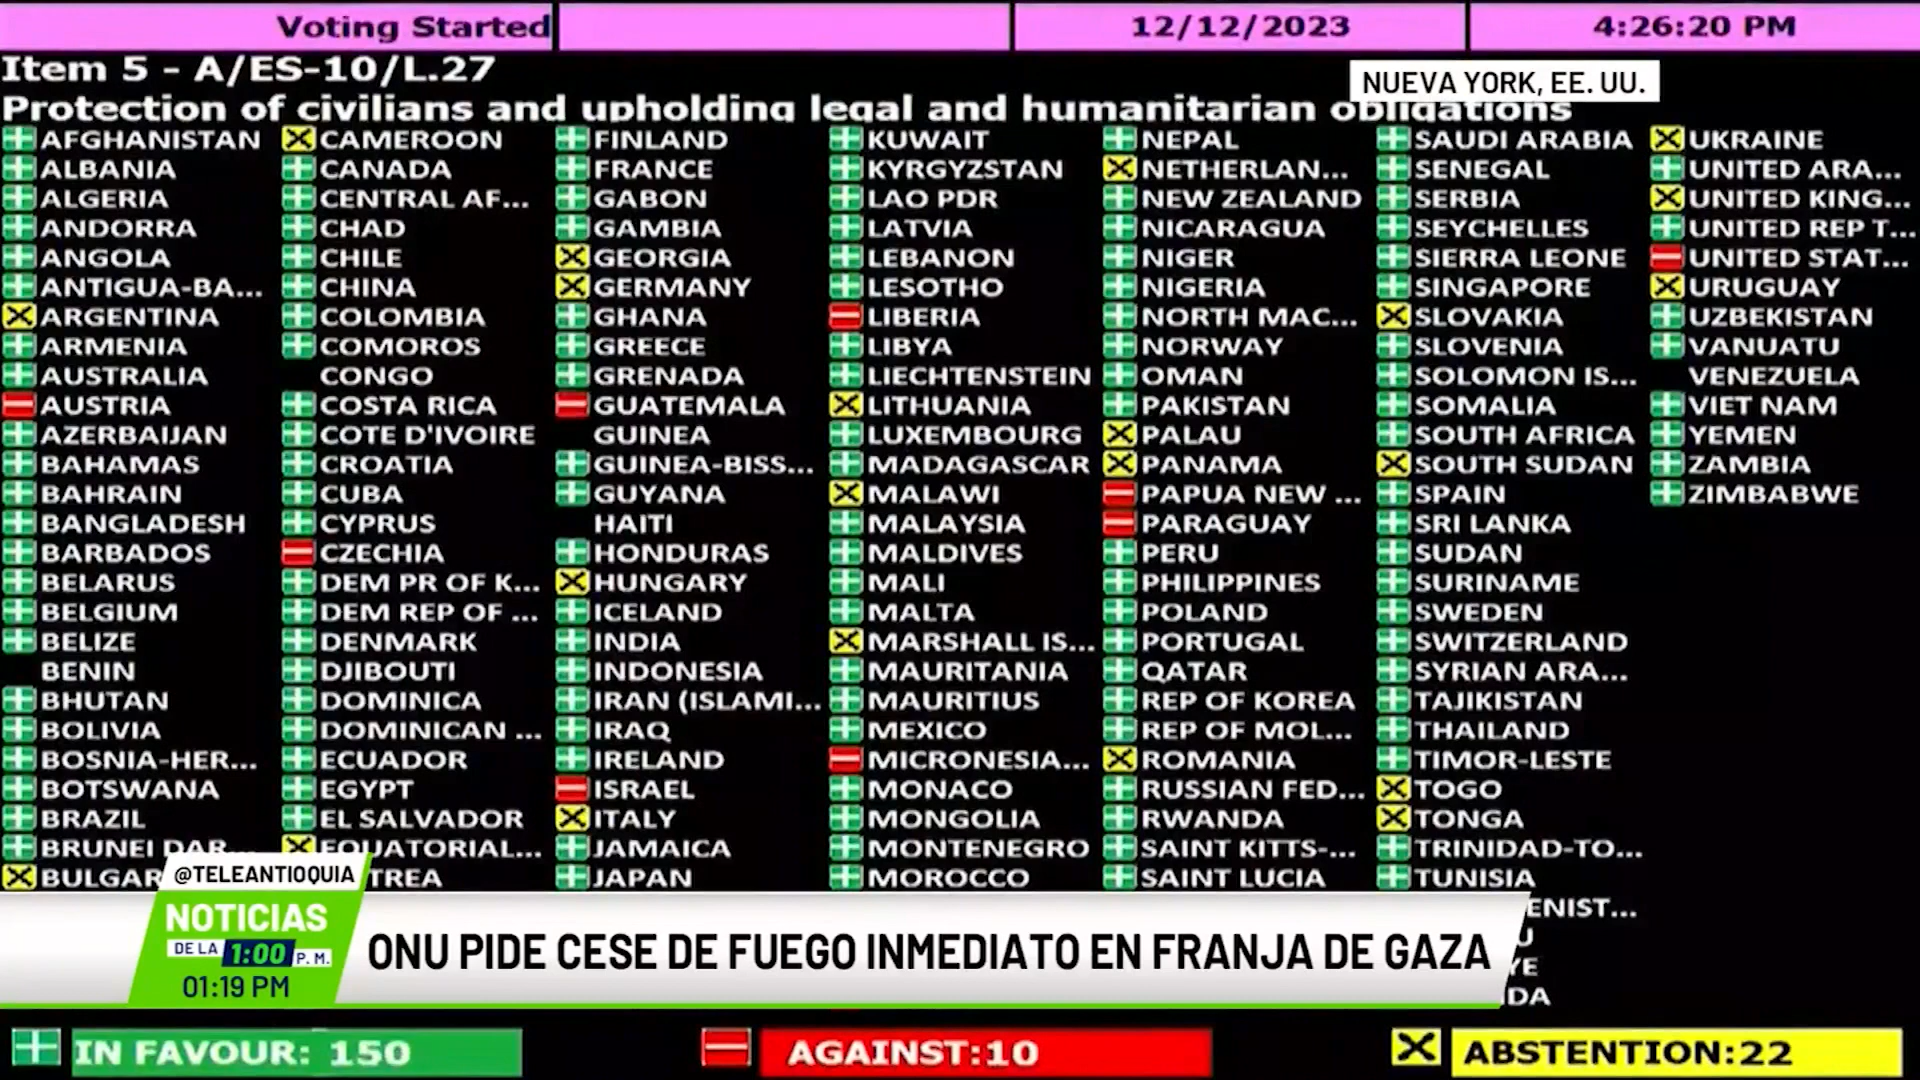 Voting Started
12/12/2023
4:26:20 PM
Item 5 - A/ES-10/L.27
NUEVA YORK, EE. UU.
Protection of civilians and upholding legal and humanitarian obligations
AFGHANISTAN
ALBANIA
ALGERIA
ANDORRA
ANGOLA
ANTIGUA-BA...
ARGENTINA
ARMENIA
AUSTRALIA
AUSTRIA
AZERBAIJAN
BAHAMAS
BAHRAIN
BANGLADESH
BARBADOS
BELARUS
BELGIUM
BELIZE
BENIN
BHUTAN
BOLIVIA
BOSNIA-HER...
BOTSWANA
BRAZIL
BRUNEI DAR...
BULGAR
CAMEROON
CANADA
CENTRAL AF...
CHAD
CHILE
CHINA
COLOMBIA
COMOROS
CONGO
COSTA RICA
COTE D'IVOIRE
CROATIA
CUBA
CYPRUS
CZECHIA
DEM PR OF K...
DEM REP OF ...
DENMARK
DJIBOUTI
DOMINICA
DOMINICAN ...
ECUADOR
EGYPT
EL SALVADOR
EQUATORIAL...
TREA
FINLAND
FRANCE
GABON
GAMBIA
GEORGIA
GERMANY
GHANA
GREECE
GRENADA
GUATEMALA
GUINEA
GUINEA-BISS...
GUYANA
HAITI
HONDURAS
HUNGARY
ICELAND
INDIA
INDONESIA
IRAN (ISLAMI...
IRAQ
IRELAND
ISRAEL
ITALY
JAMAICA
JAPAN
KUWAIT
KYRGYZSTAN
LAO PDR
LATVIA
LEBANON
LESOTHO
LIBERIA
LIBYA
LIECHTENSTEIN
LITHUANIA
LUXEMBOURG
MADAGASCAR
MALAWI
MALAYSIA
MALDIVES
MALI
MALTA
MARSHALL IS...
MAURITANIA
MAURITIUS
MEXICO
MICRONESIA...
MONACO
MONGOLIA
MONTENEGRO
MOROCCO
NEPAL
NETHERLAN...
NEW ZEALAND
NICARAGUA
NIGER
NIGERIA
NORTH MAC...
NORWAY
OMAN
PAKISTAN
PALAU
PANAMA
PAPUA NEW ...
PARAGUAY
PERU
PHILIPPINES
POLAND
PORTUGAL
QATAR
REP OF KOREA
REP OF MOL...
ROMANIA
RUSSIAN FED...
RWANDA
SAINT KITTS-...
SAINT LUCIA
SAUDI ARABIA
SENEGAL
SERBIA
SEYCHELLES
SIERRA LEONE
SINGAPORE
SLOVAKIA
SLOVENIA
SOLOMON IS...
SOMALIA
SOUTH AFRICA
SOUTH SUDAN
SPAIN
SRI LANKA
SUDAN
SURINAME
SWEDEN
SWITZERLAND
SYRIAN ARA...
TAJIKISTAN
THAILAND
TIMOR-LESTE
TOGO
TONGA
TRINIDAD-TO...
TUNISIA
ENIST...
U
YE
DA
UKRAINE
UNITED ARA...
UNITED KING...
UNITED REP T...
UNITED STAT...
URUGUAY
UZBEKISTAN
VANUATU
VENEZUELA
VIET NAM
YEMEN
ZAMBIA
ZIMBABWE
@TELEANTIOQUIA
NOTICIAS
DE LA 1:00 P. M.
01:19 PM
ONU PIDE CESE DE FUEGO INMEDIATO EN FRANJA DE GAZA
IN FAVOUR: 150
AGAINST:10
ABSTENTION:22